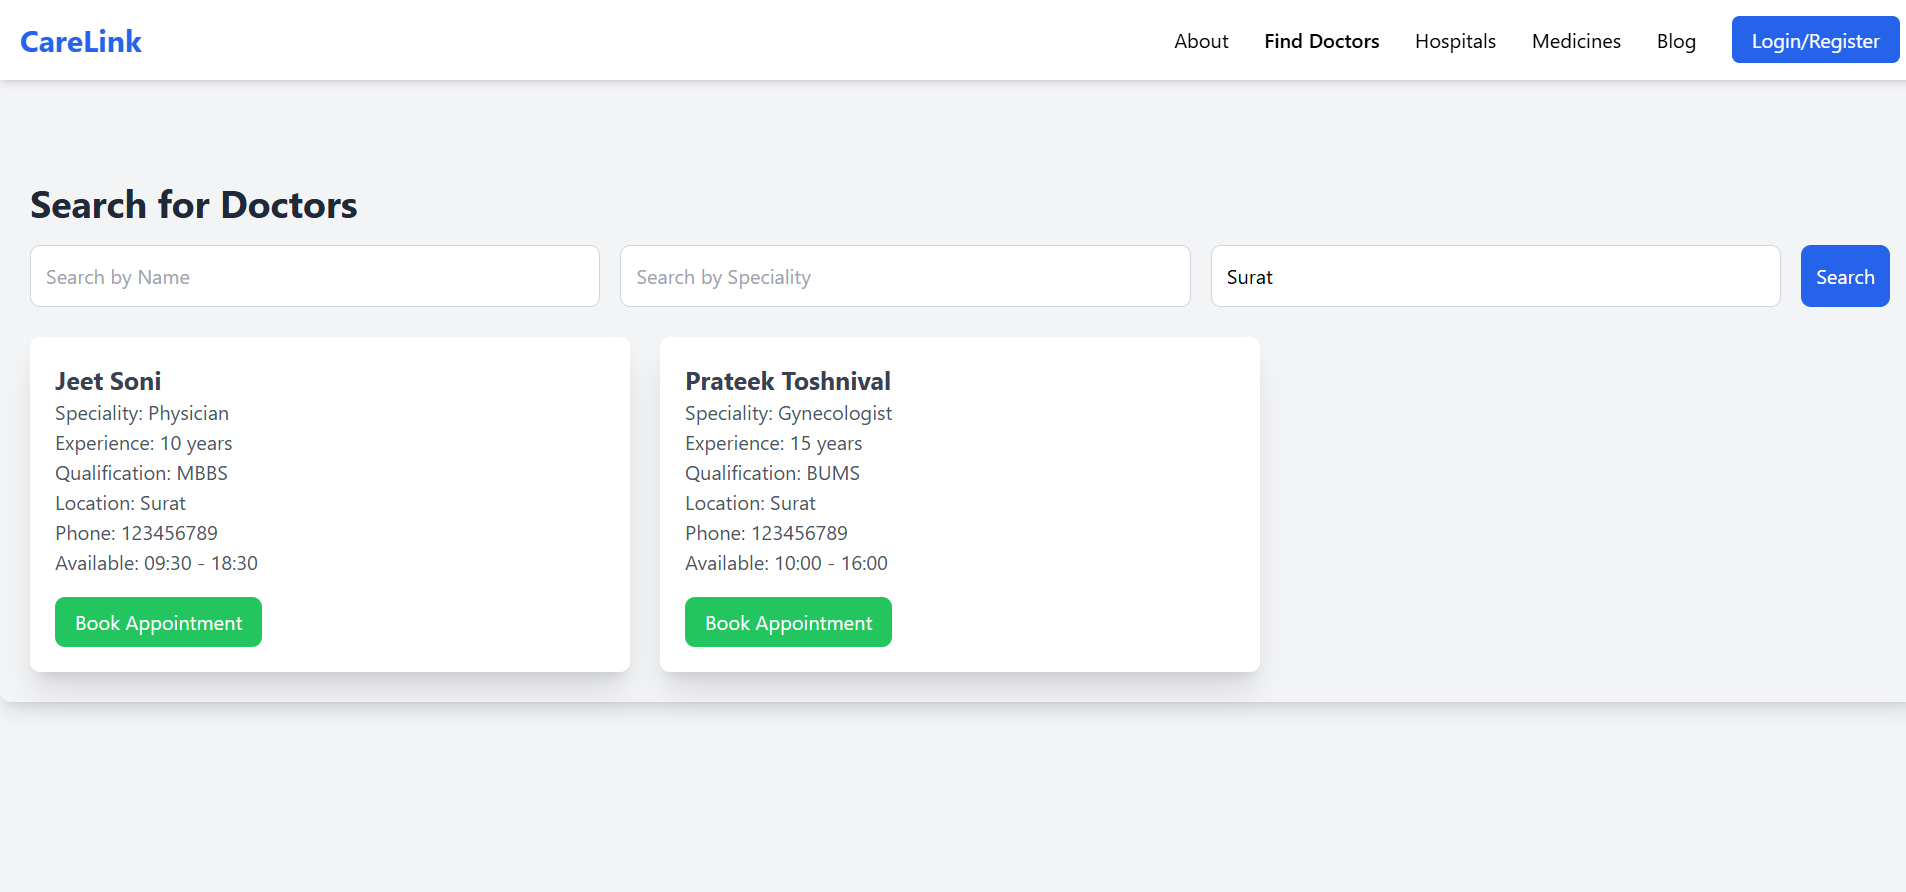 CareLink
About
Find Doctors
Hospitals
Medicines
Blog
Login/Register
Search for Doctors
Search by Name
Search by Speciality
Surat
Search
Jeet Soni
Speciality: Physician
Experience: 10 years
Qualification: MBBS
Location: Surat
Phone: 123456789
Available: 09:30 - 18:30
Book Appointment
Prateek Toshnival
Speciality: Gynecologist
Experience: 15 years
Qualification: BUMS
Location: Surat
Phone: 123456789
Available: 10:00 - 16:00
Book Appointment